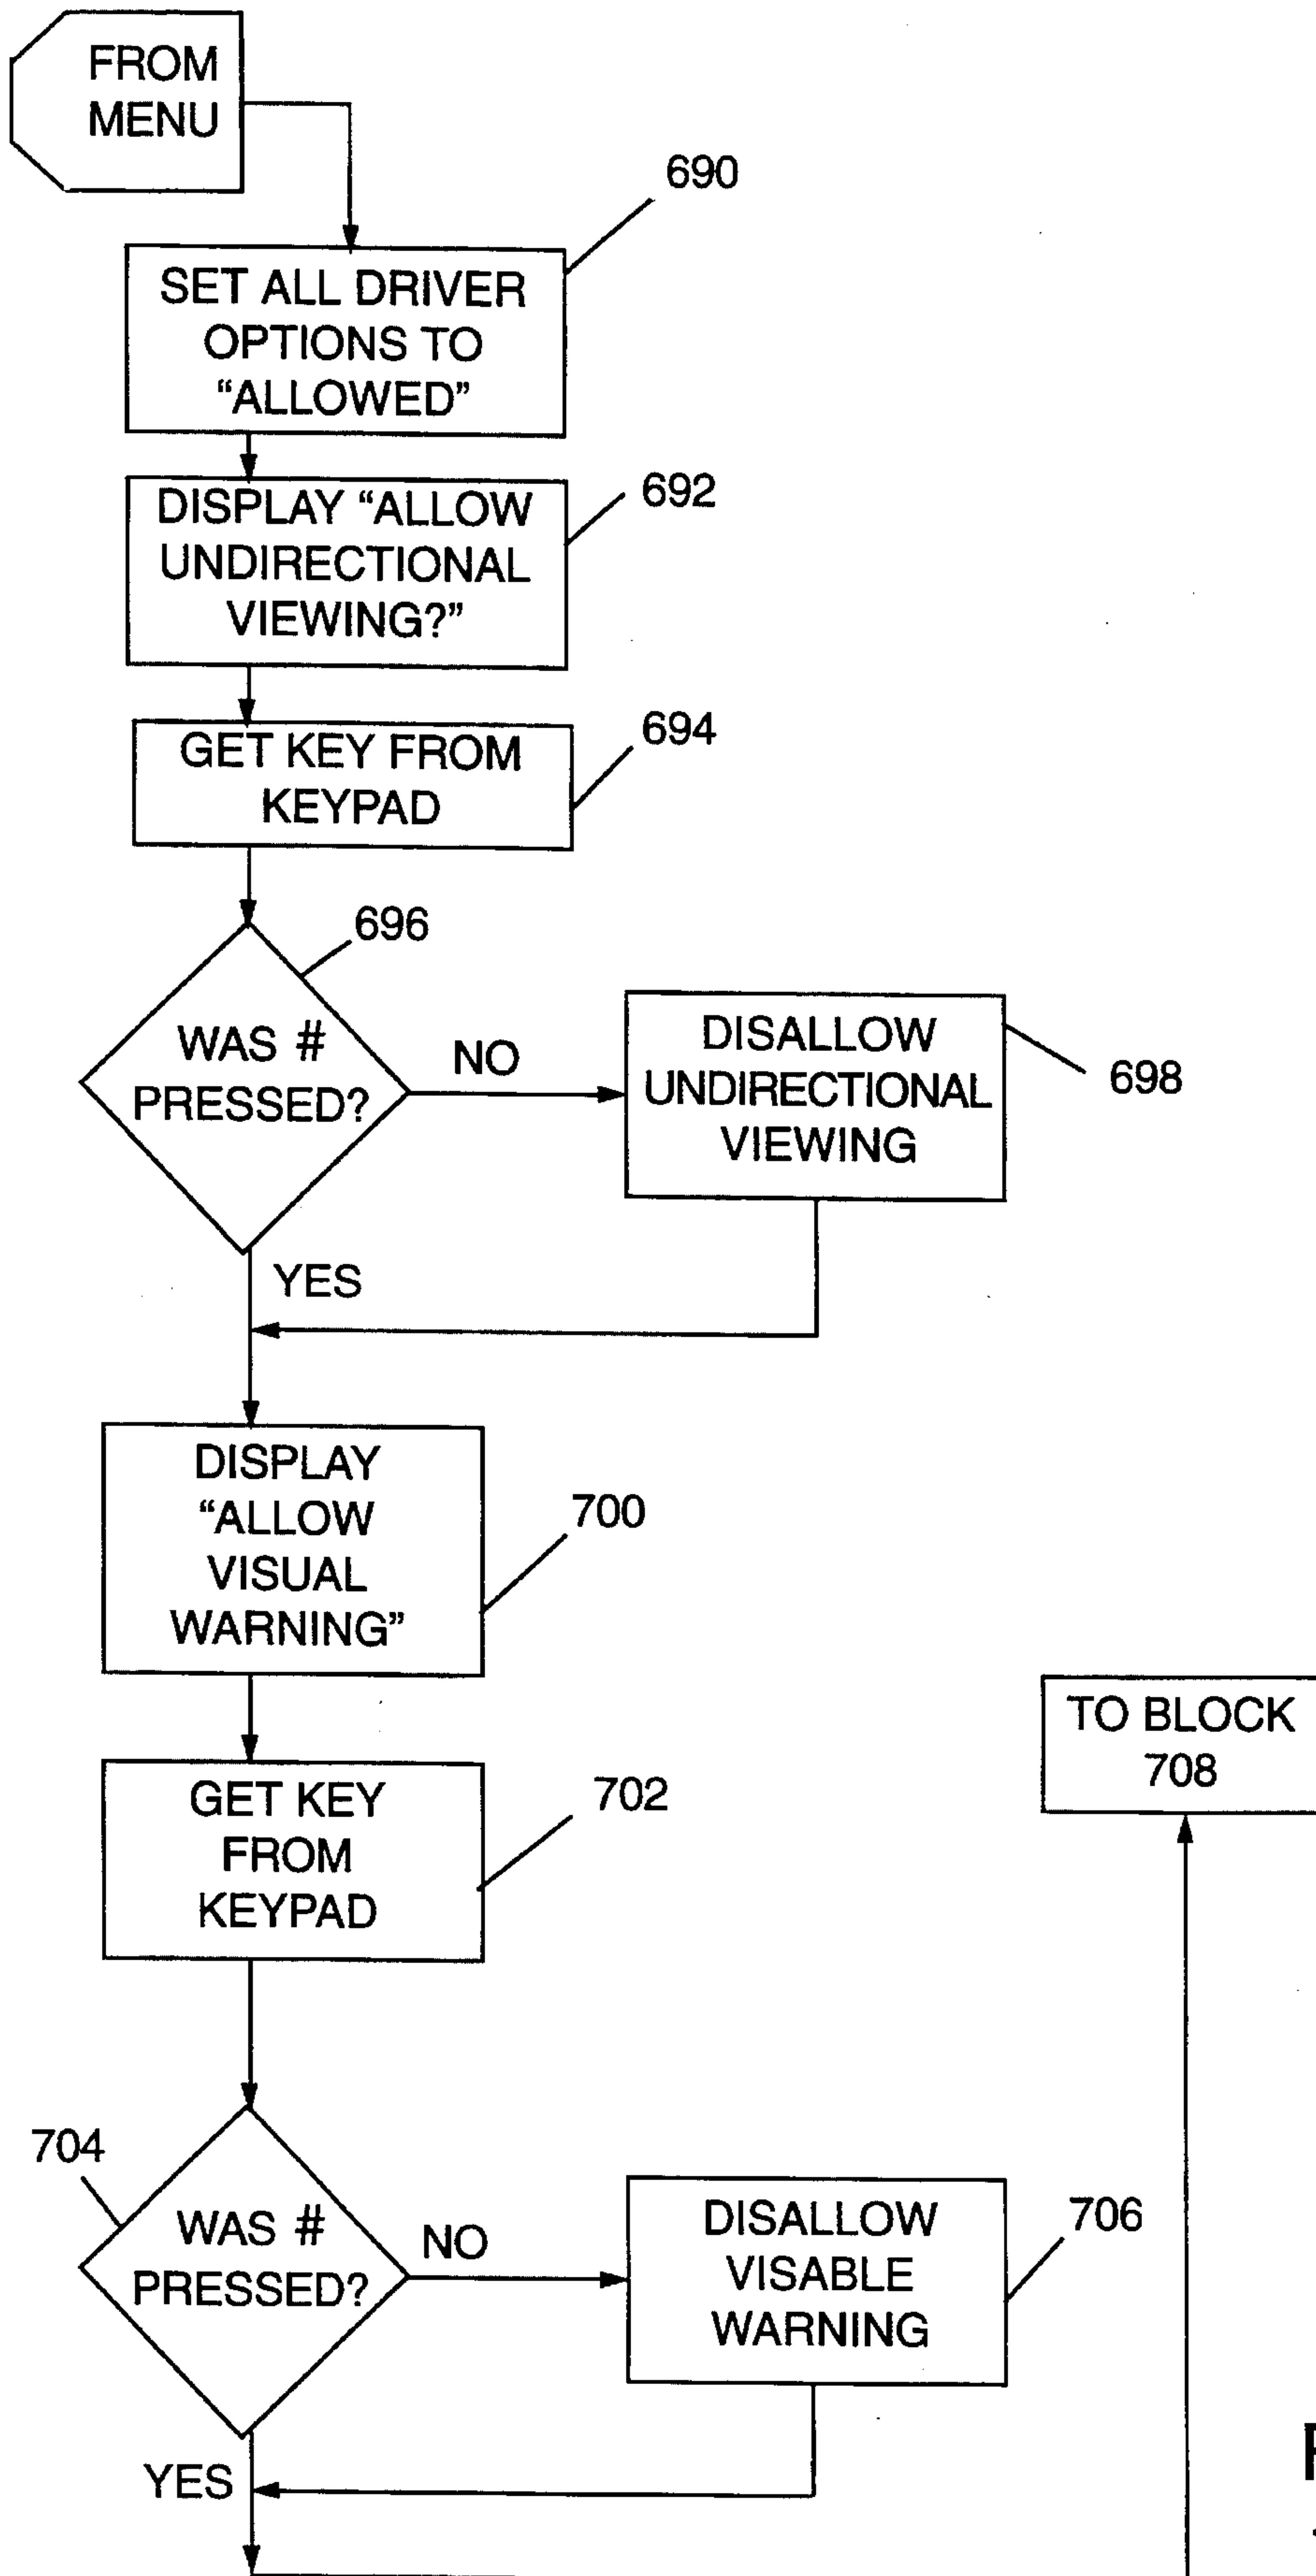 FROM
MENU
690
SET ALL DRIVER
OPTIONS TO
“ALLOWED”
692
DISPLAY “ALLOW
UNDIRECTIONAL
VIEWING?”
694
GET KEY FROM
KEYPAD
696
WAS #
PRESSED?
NO
DISALLOW
UNDIRECTIONAL
VIEWING
698
YES
DISPLAY
“ALLOW
VISUAL
WARNING”
700
TO BLOCK
708
GET KEY
FROM
KEYPAD
702
704
WAS #
PRESSED?
NO
DISALLOW
VISABLE
WARNING
706
YES